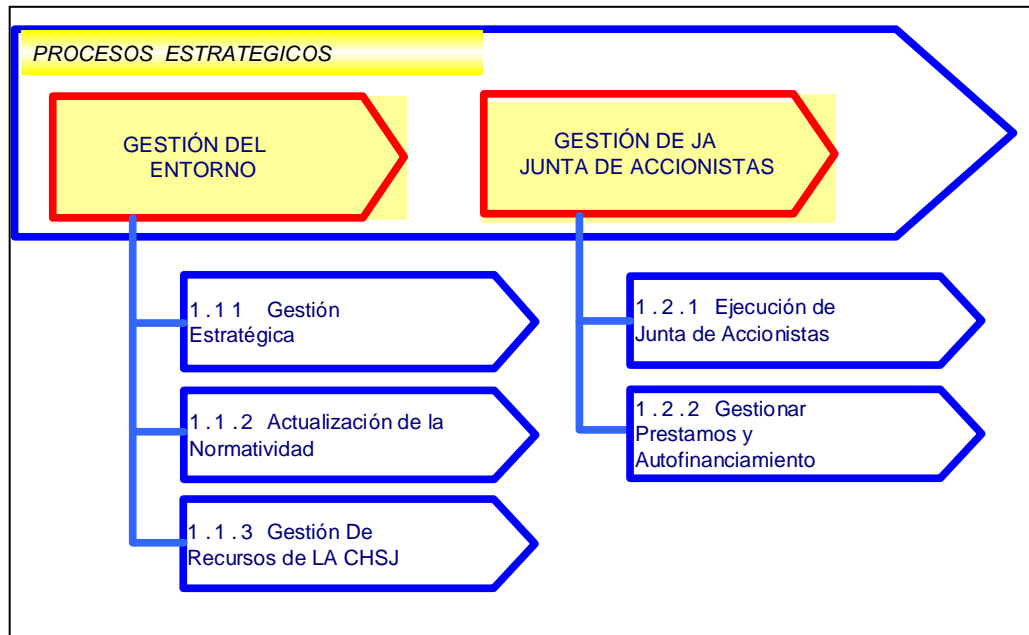 PROCESOS ESTRATEGICOS
GESTIÓN DEL
ENTORNO
GESTIÓN DE JA
JUNTA DE ACCIONISTAS
1.1 1 Gestión
Estratégica
1.1.2 Actualización de la
Normatividad
1.1.3 Gestión De
Recursos de LA CHSJ
1.2.1 Ejecución de
Junta de Accionistas
1.2.2 Gestionar
Prestamos y
Autofinanciamiento